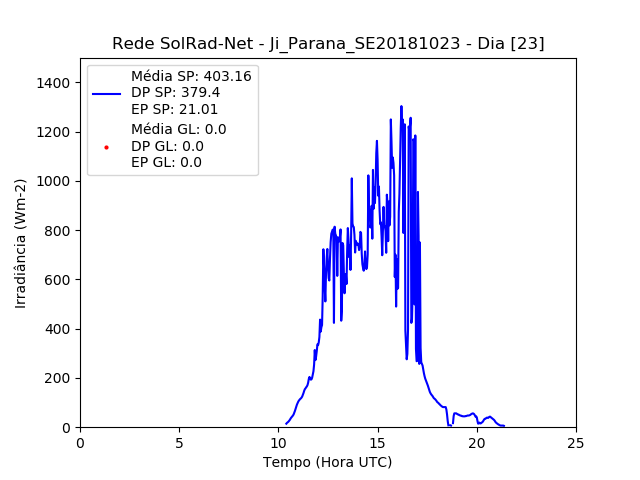 Rede SolRad-Net - Ji_Parana_SE20181023 - Dia [23]
Média SP: 403.16
DP SP: 379.4
EP SP: 21.01
Média GL: 0.0
DP GL: 0.0
EP GL: 0.0
Irradiância (Wm-2)
1400
1200
1000
800
600
400
200
0
0 5 10 15 20 25
Tempo (Hora UTC)